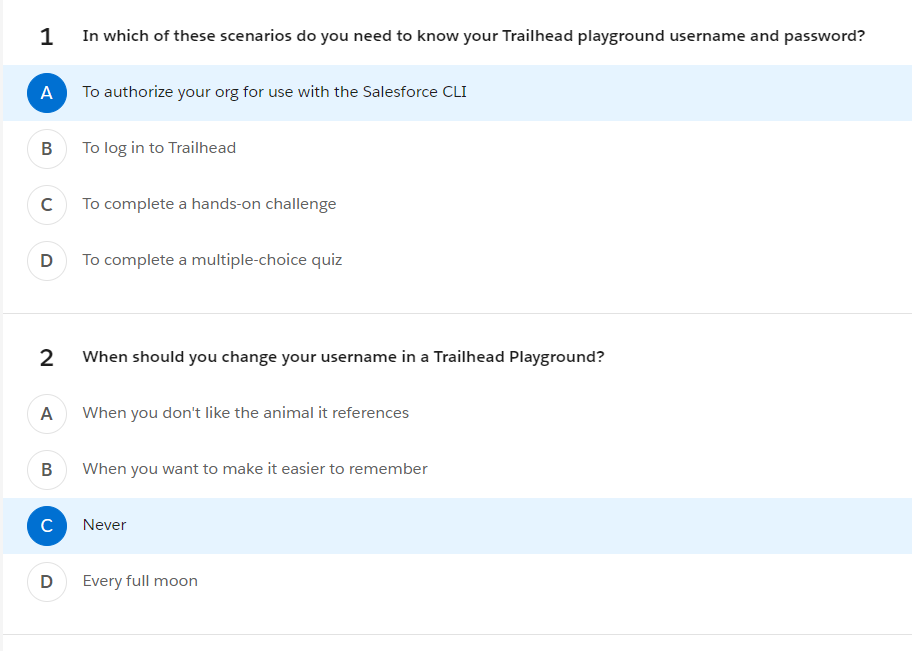 1 In which of these scenarios do you need to know your Trailhead playground username and password?
A To authorize your org for use with the Salesforce CLI
B To log in to Trailhead
C To complete a hands-on challenge
D To complete a multiple-choice quiz
2 When should you change your username in a Trailhead Playground?
A When you don't like the animal it references
B When you want to make it easier to remember
C Never
D Every full moon